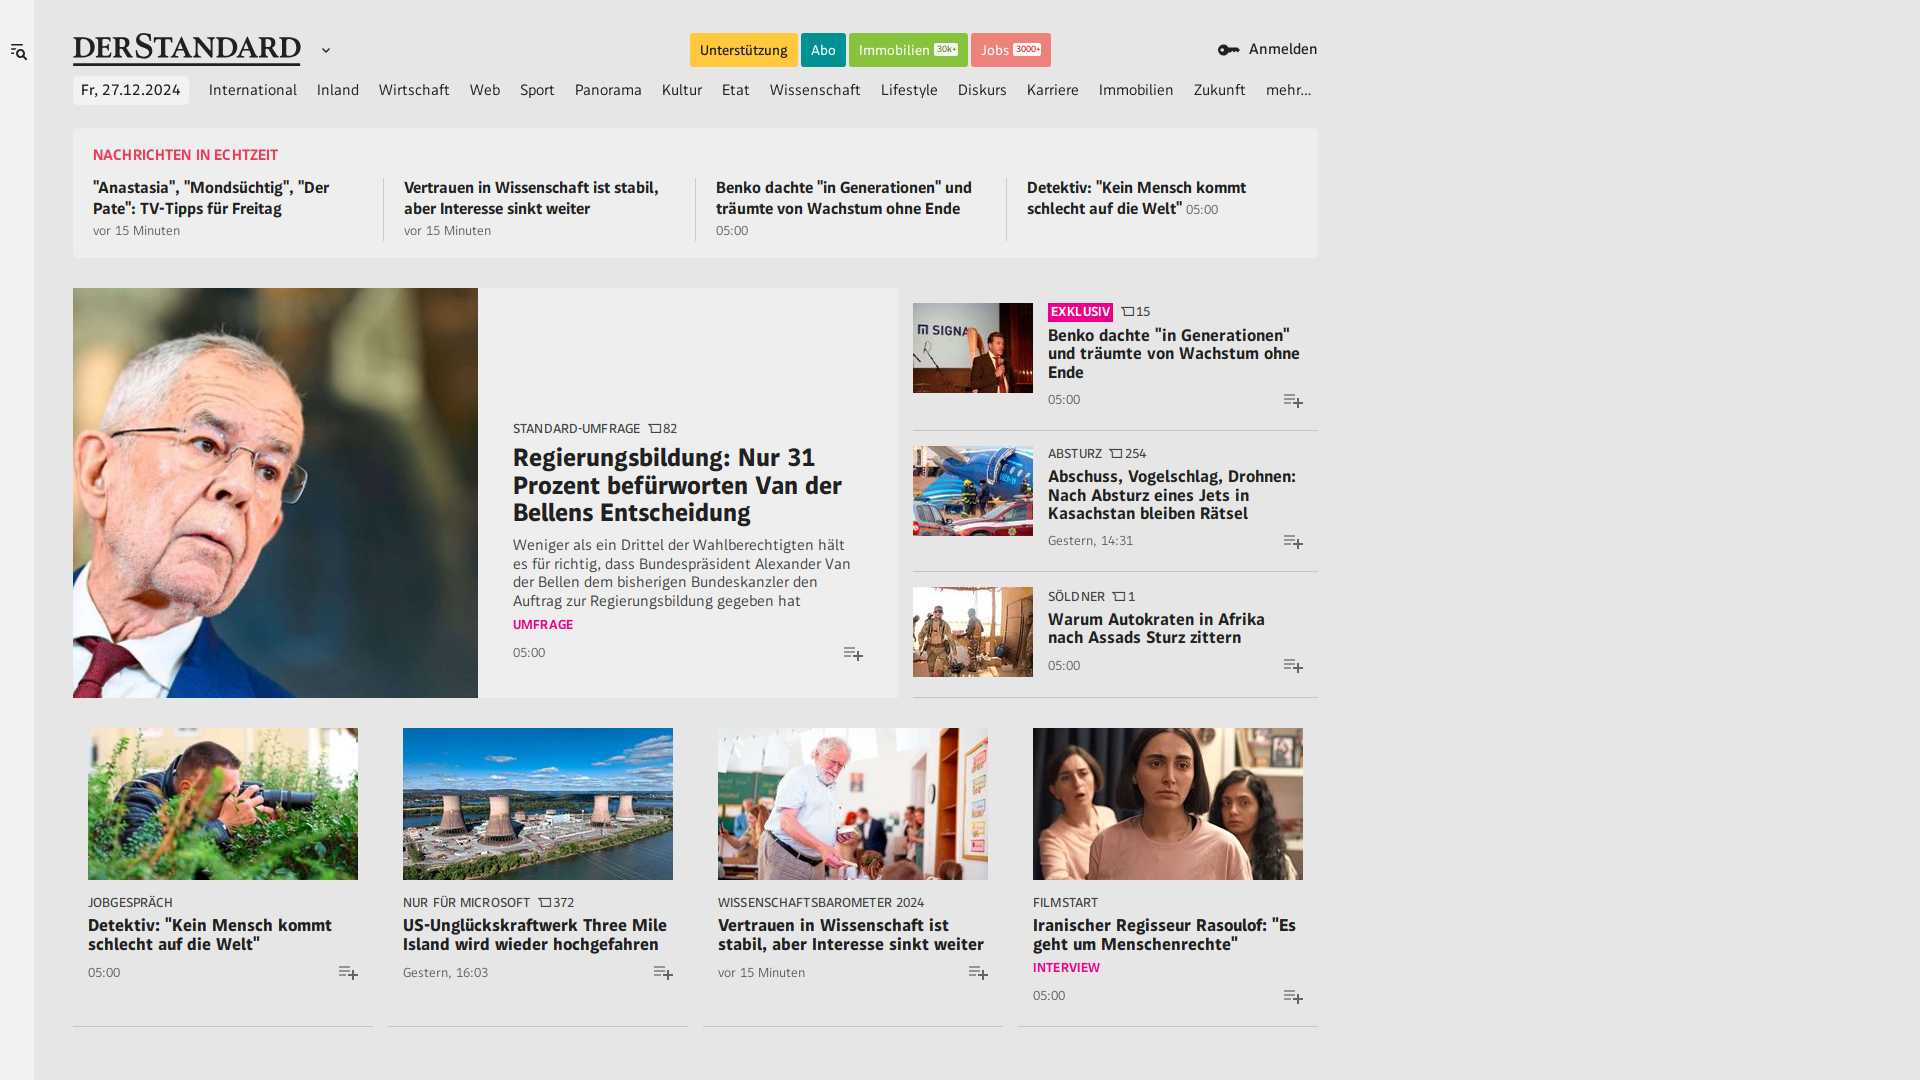 DERSTANDARD
Unterstützung
Abo
Immobilien 30k+
Jobs 3000+
Anmelden
Fr, 27.12.2024
International
Inland
Wirtschaft
Web
Sport
Panorama
Kultur
Etat
Wissenschaft
Lifestyle
Diskurs
Karriere
Immobilien
Zukunft
mehr...
NACHRICHTEN IN ECHTZEIT
"Anastasia", "Mondsüchtig", "Der
Pate": TV-Tipps für Freitag
vor 15 Minuten
Vertrauen in Wissenschaft ist stabil,
aber Interesse sinkt weiter
vor 15 Minuten
Benko dachte "in Generationen" und
träumte von Wachstum ohne Ende
05:00
Detektiv: "Kein Mensch kommt
schlecht auf die Welt" 05:00
STANDARD-UMFRAGE 82
Regierungsbildung: Nur 31
Prozent befürworten Van der
Bellens Entscheidung
Weniger als ein Drittel der Wahlberechtigten hält
es für richtig, dass Bundespräsident Alexander Van
der Bellen dem bisherigen Bundeskanzler den
Auftrag zur Regierungsbildung gegeben hat
UMFRAGE
05:00
SIGNA
EXKLUSIV 15
Benko dachte "in Generationen"
und träumte von Wachstum ohne
Ende
05:00
ABSTURZ 254
Abschuss, Vogelschlag, Drohnen:
Nach Absturz eines Jets in
Kasachstan bleiben Rätsel
Gestern, 14:31
SÖLDNER 1
Warum Autokraten in Afrika
nach Assads Sturz zittern
05:00
JOBGESPRÄCH
Detektiv: "Kein Mensch kommt
schlecht auf die Welt"
05:00
NUR FÜR MICROSOFT 372
US-Unglückskraftwerk Three Mile
Island wird wieder hochgefahren
Gestern, 16:03
WISSENSCHAFTSBAROMETER 2024
Vertrauen in Wissenschaft ist
stabil, aber Interesse sinkt weiter
vor 15 Minuten
FILMSTART
Iranischer Regisseur Rasoulof: "Es
geht um Menschenrechte"
INTERVIEW
05:00